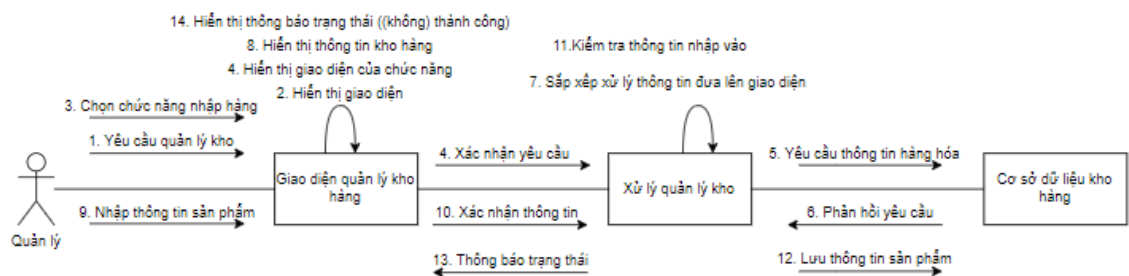 14. Hiển thị thông báo trạng thái ((không) thành công)
8. Hiển thị thông tin kho hàng
11.Kiểm tra thông tin nhập vào
4. Hiển thị giao diện của chức năng
7. Sắp xếp xử lý thông tin đưa lên giao diện
2. Hiển thị giao diện
3. Chọn chức năng nhập hàng
1. Yêu cầu quản lý kho
4. Xác nhận yêu cầu
5. Yêu cầu thông tin hàng hóa
Giao diện quản lý kho
hàng
Xử lý quản lý kho
Cơ sở dữ liệu kho
hàng
9. Nhập thông tin sản phẩm
10. Xác nhận thông tin
6. Phản hồi yêu cầu
Quản lý
13. Thông báo trạng thái
12. Lưu thông tin sản phẩm